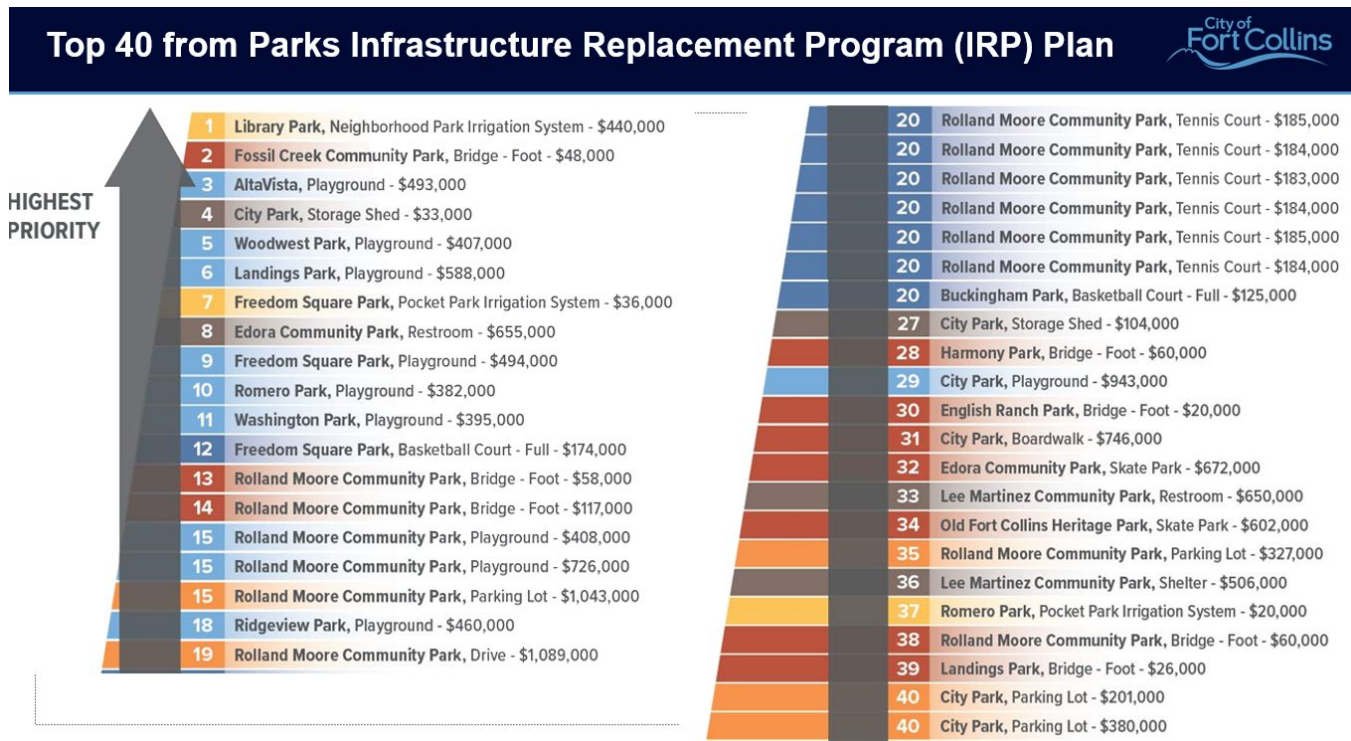 Top 40 from Parks Infrastructure Replacement Program (IRP) Plan
City of
Fort Collins
HIGHEST
PRIORITY
1 Library Park, Neighborhood Park Irrigation System - $440,000
2 Fossil Creek Community Park, Bridge - Foot - $48,000
3 AltaVista, Playground - $493,000
4 City Park, Storage Shed - $33,000
5 Woodwest Park, Playground - $407,000
6 Landings Park, Playground - $588,000
7 Freedom Square Park, Pocket Park Irrigation System - $36,000
8 Edora Community Park, Restroom - $655,000
9 Freedom Square Park, Playground - $494,000
10 Romero Park, Playground - $382,000
11 Washington Park, Playground - $395,000
12 Freedom Square Park, Basketball Court - Full - $174,000
13 Rolland Moore Community Park, Bridge - Foot - $58,000
14 Rolland Moore Community Park, Bridge - Foot - $117,000
15 Rolland Moore Community Park, Playground - $408,000
15 Rolland Moore Community Park, Playground - $726,000
15 Rolland Moore Community Park, Parking Lot - $1,043,000
18 Ridgeview Park, Playground - $460,000
19 Rolland Moore Community Park, Drive - $1,089,000
20 Rolland Moore Community Park, Tennis Court - $185,000
20 Rolland Moore Community Park, Tennis Court - $184,000
20 Rolland Moore Community Park, Tennis Court - $183,000
20 Rolland Moore Community Park, Tennis Court - $184,000
20 Rolland Moore Community Park, Tennis Court - $185,000
20 Rolland Moore Community Park, Tennis Court - $184,000
20 Buckingham Park, Basketball Court - Full - $125,000
27 City Park, Storage Shed - $104,000
28 Harmony Park, Bridge - Foot - $60,000
29 City Park, Playground - $943,000
30 English Ranch Park, Bridge - Foot - $20,000
31 City Park, Boardwalk - $746,000
32 Edora Community Park, Skate Park - $672,000
33 Lee Martinez Community Park, Restroom - $650,000
34 Old Fort Collins Heritage Park, Skate Park - $602,000
35 Rolland Moore Community Park, Parking Lot - $327,000
36 Lee Martinez Community Park, Shelter - $506,000
37 Romero Park, Pocket Park Irrigation System - $20,000
38 Rolland Moore Community Park, Bridge - Foot - $60,000
39 Landings Park, Bridge - Foot - $26,000
40 City Park, Parking Lot - $201,000
40 City Park, Parking Lot - $380,000